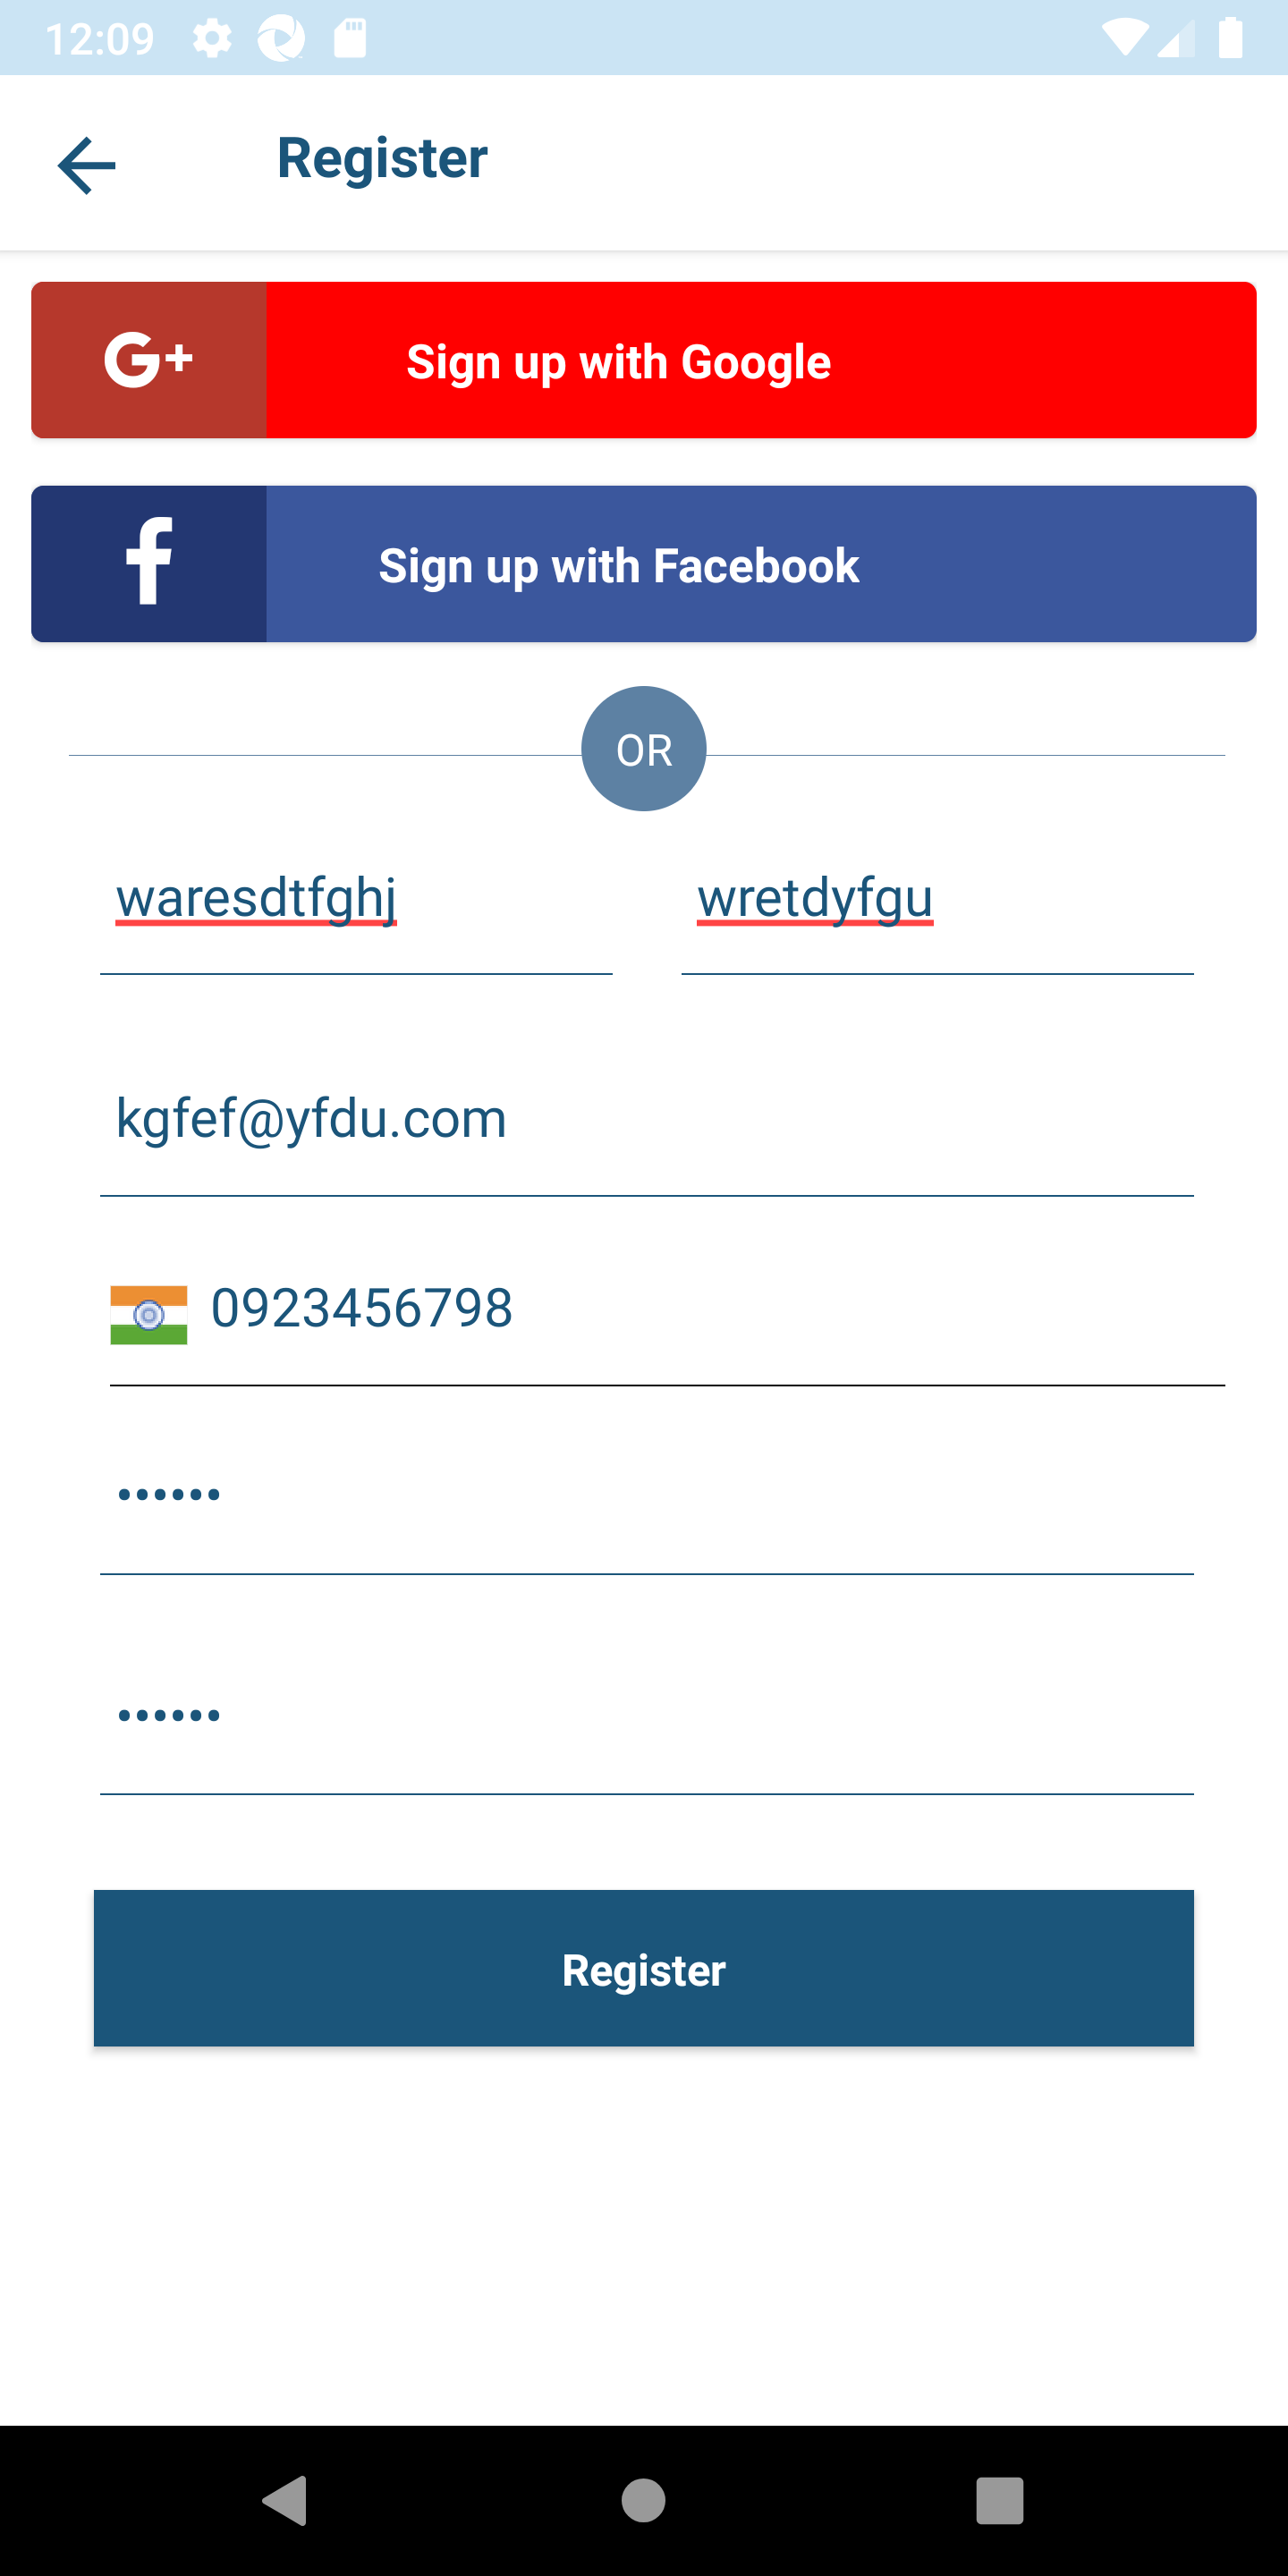 12:09
Register
G+
Sign up with Google
f
Sign up with Facebook
OR
waresdtfghj wretdyfgu
kgfef@yfdu.com
0923456798
••••••
••••••
Register